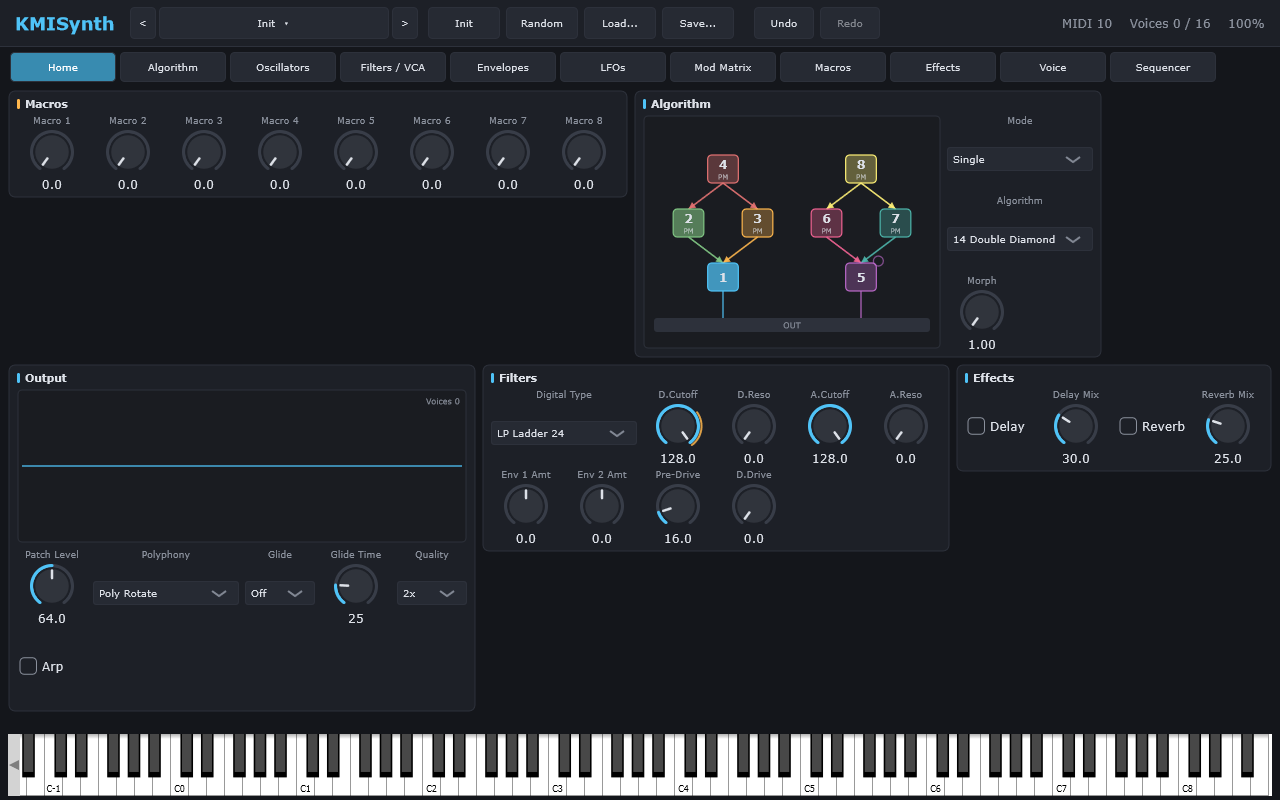 KMISynth < Init > Init Random Load... Save... Undo Redo MIDI 10 Voices 0 / 16 100%
Home Algorithm Oscillators Filters / VCA Envelopes LFOs Mod Matrix Macros Effects Voice Sequencer
Macros
Macro 1 Macro 2 Macro 3 Macro 4 Macro 5 Macro 6 Macro 7 Macro 8
0.0 0.0 0.0 0.0 0.0 0.0 0.0 0.0
Algorithm
4 PM 8 PM
2 PM 3 PM 6 PM 7 PM
1 5
OUT
Mode
Single
Algorithm
14 Double Diamond
Morph
1.00
Output
Voices 0
Patch Level Polyphony Glide Glide Time Quality
Poly Rotate Off 2x
64.0 25
Arp
Filters
Digital Type D.Cutoff D.Reso A.Cutoff A.Reso
LP Ladder 24
128.0 0.0 128.0 0.0
Env 1 Amt Env 2 Amt Pre-Drive D.Drive
0.0 0.0 16.0 0.0
Effects
Delay Mix Reverb Mix
Delay Reverb
30.0 25.0
C-1 C0 C1 C2 C3 C4 C5 C6 C7 C8